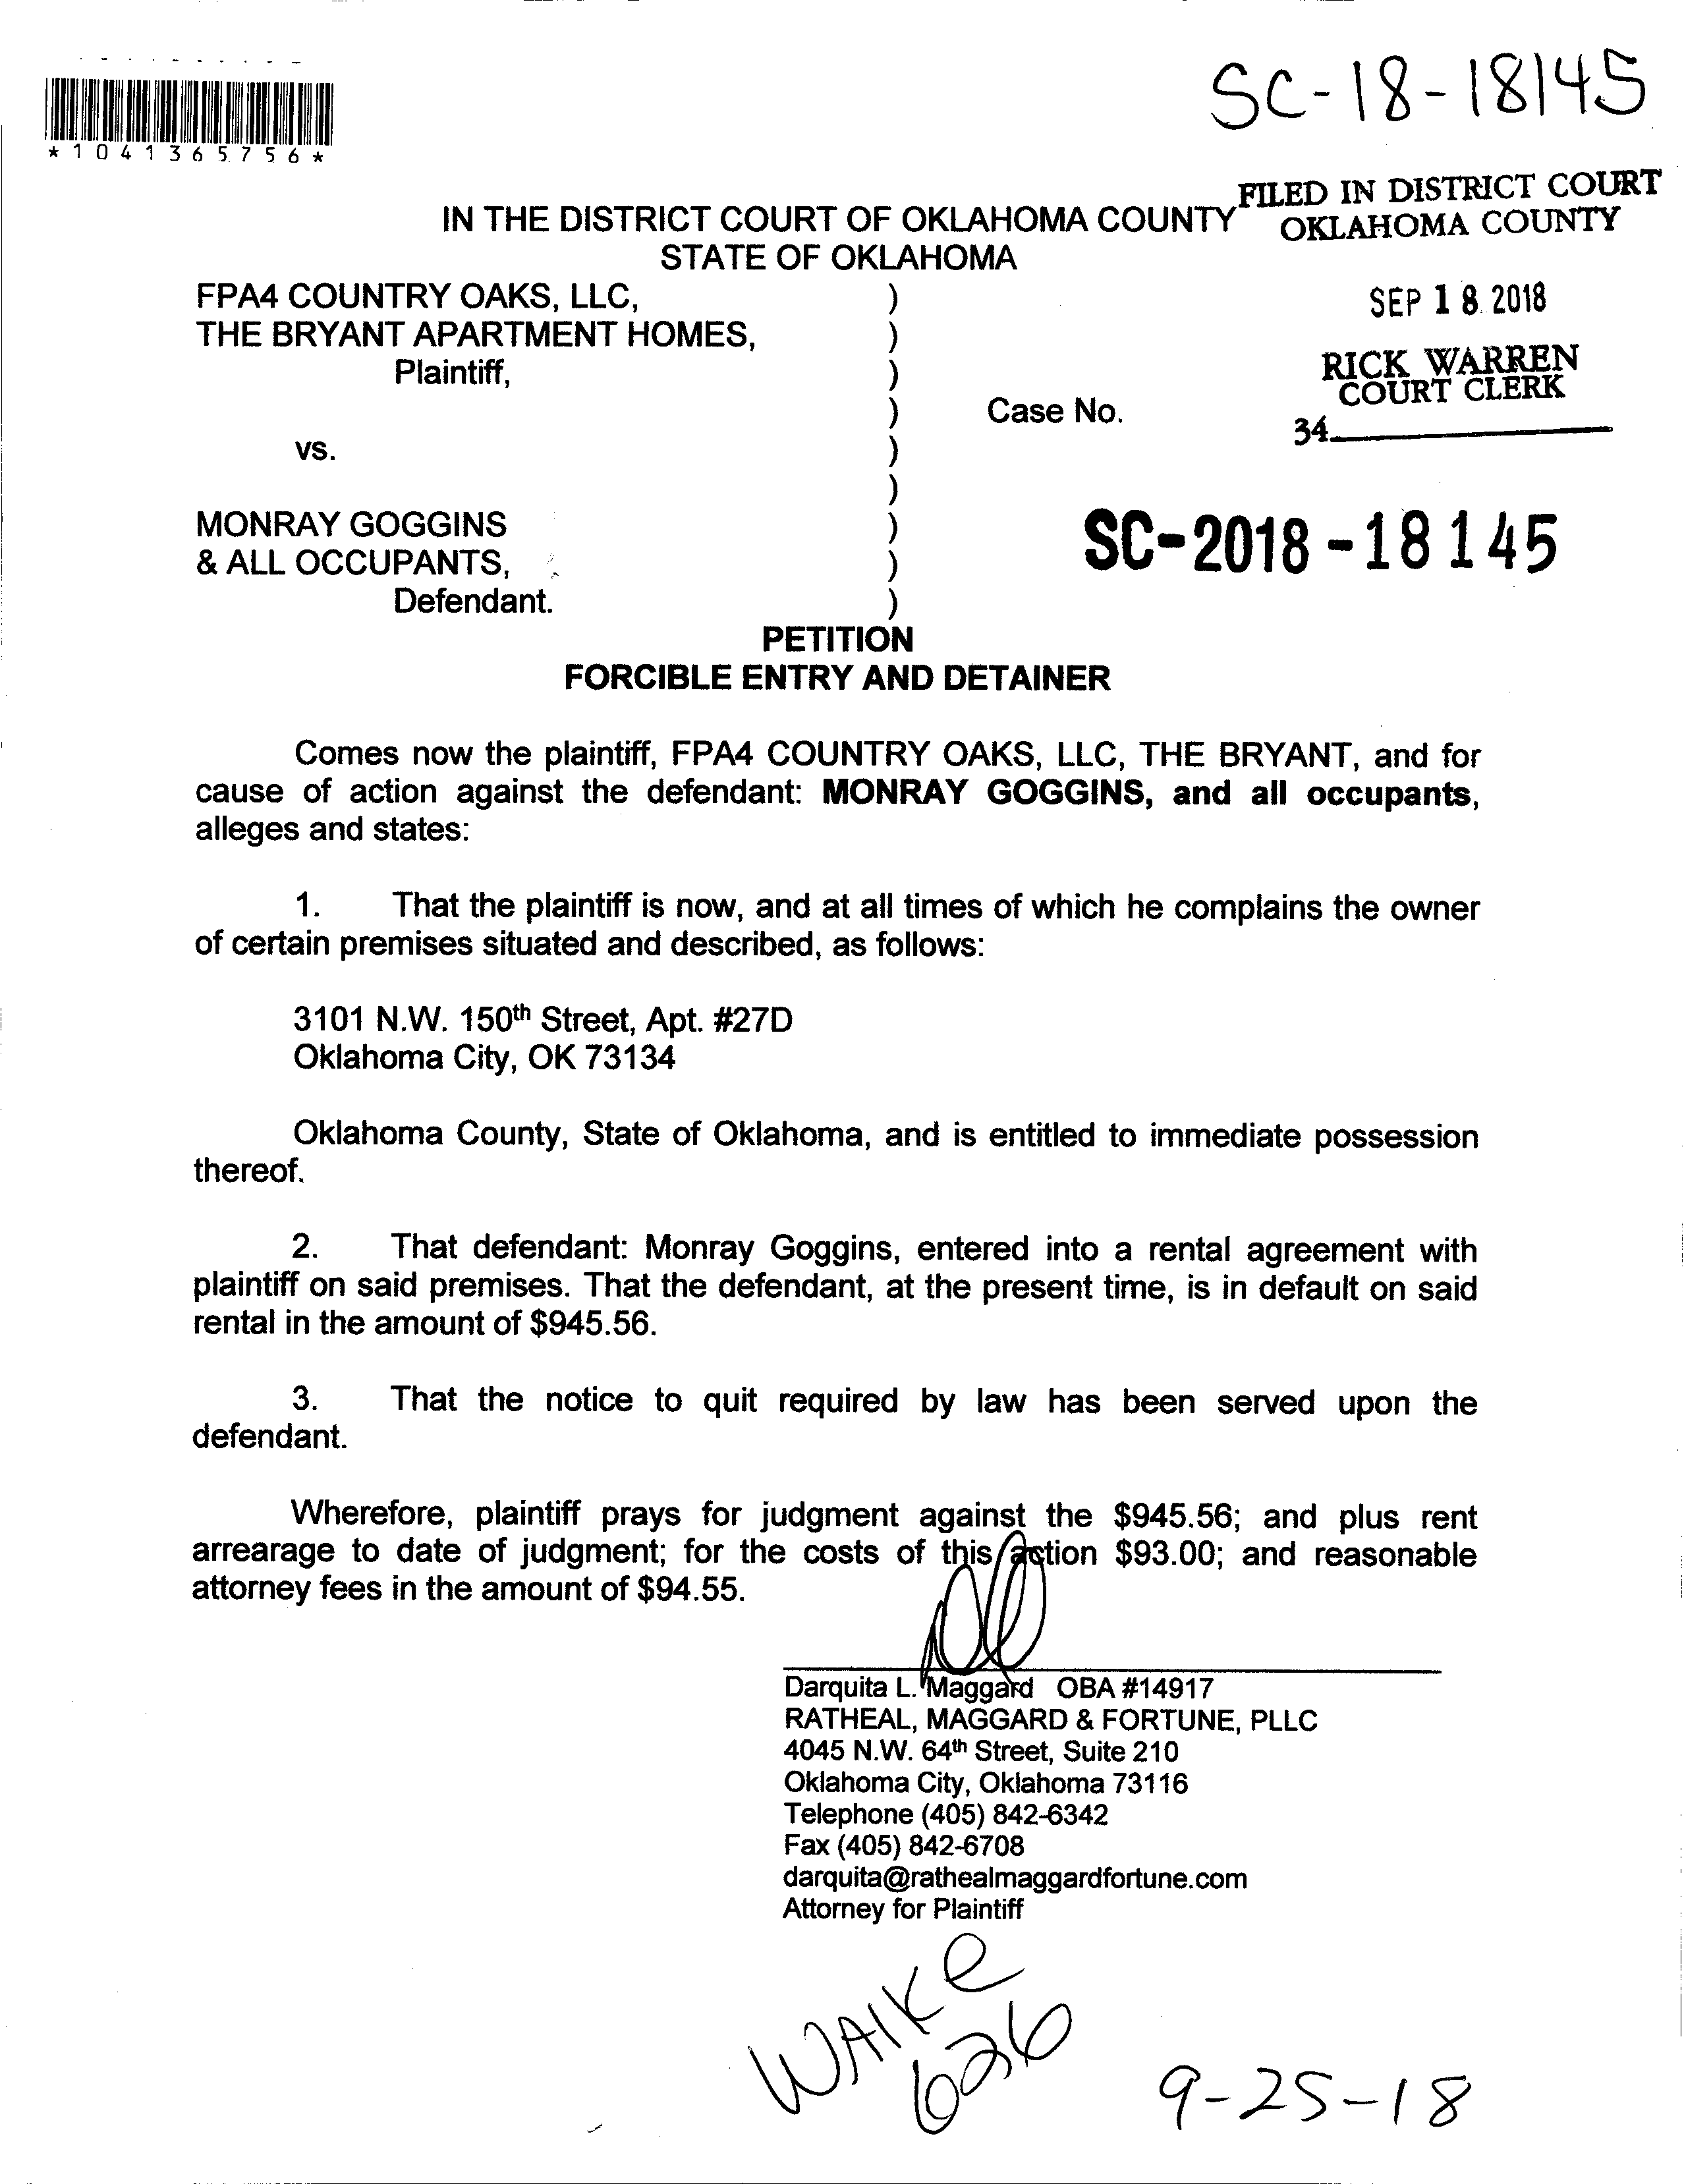 SC-18-18145
*1041365756*
FILED IN DISTRICT COURT
OKLAHOMA COUNTY
IN THE DISTRICT COURT OF OKLAHOMA COUNTY
STATE OF OKLAHOMA
SEP 18 2018
RICK WARREN
COURT CLERK
34
FPA4 COUNTRY OAKS, LLC, )
THE BRYANT APARTMENT HOMES, )
Plaintiff, )
) Case No.
vs. )
)
MONRAY GOGGINS )
& ALL OCCUPANTS, )
Defendant. )
SC-2018-18145
PETITION
FORCIBLE ENTRY AND DETAINER
Comes now the plaintiff, FPA4 COUNTRY OAKS, LLC, THE BRYANT, and for
cause of action against the defendant: MONRAY GOGGINS, and all occupants,
alleges and states:
1. That the plaintiff is now, and at all times of which he complains the owner
of certain premises situated and described, as follows:
3101 N.W. 150th Street, Apt. #27D
Oklahoma City, OK 73134
Oklahoma County, State of Oklahoma, and is entitled to immediate possession
thereof.
2. That defendant: Monray Goggins, entered into a rental agreement with
plaintiff on said premises. That the defendant, at the present time, is in default on said
rental in the amount of $945.56.
3. That the notice to quit required by law has been served upon the
defendant.
Wherefore, plaintiff prays for judgment against the $945.56; and plus rent
arrearage to date of judgment; for the costs of this action $93.00; and reasonable
attorney fees in the amount of $94.55.
Darquita L. Maggard OBA #14917
RATHEAL, MAGGARD & FORTUNE, PLLC
4045 N.W. 64th Street, Suite 210
Oklahoma City, Oklahoma 73116
Telephone (405) 842-6342
Fax (405) 842-6708
darquita@rathealmaggardfortune.com
Attorney for Plaintiff
WAlKe
626
9-25-18